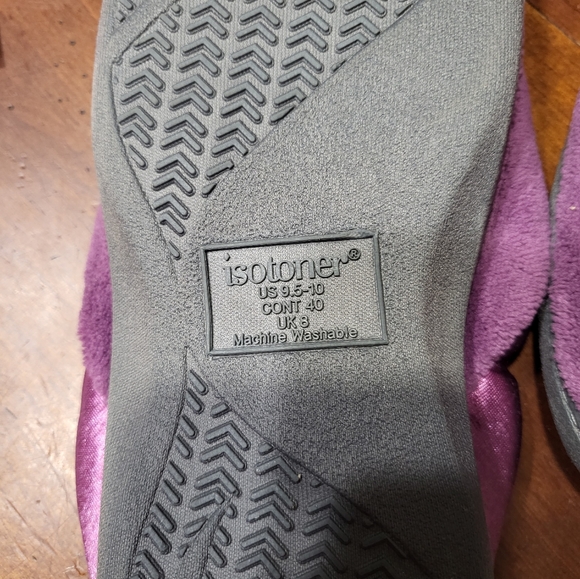 isotoner®
US 9.5-10
CONT 40
UK 8
Machine Washable